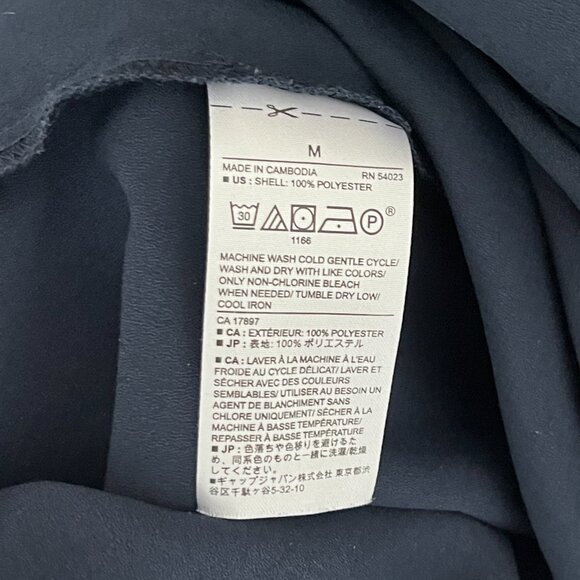 M
MADE IN CAMBODIA RN 54023
■ US : SHELL: 100% POLYESTER
30 P ®
1166
MACHINE WASH COLD GENTLE CYCLE/
WASH AND DRY WITH LIKE COLORS/
ONLY NON-CHLORINE BLEACH
WHEN NEEDED/ TUMBLE DRY LOW/
COOL IRON
CA 17897
■ CA : EXTÉRIEUR: 100% POLYESTER
■ JP : 表地: 100% ポリエステル
■ CA : LAVER À LA MACHINE À L'EAU
FROIDE AU CYCLE DÉLICAT/ LAVER ET
SÉCHER AVEC DES COULEURS
SEMBLABLES/ UTILISER AU BESOIN UN
AGENT DE BLANCHIMENT SANS
CHLORE UNIQUEMENT/ SÉCHER À LA
MACHINE À BASSE TEMPÉRATURE/
REPASSER À BASSE TEMPÉRATURE
■ JP : 色落ちや色移りを避けるた
め、同系色のものと一緒に洗濯/乾燥
してください。
■ギャップジャパン株式会社 東京都渋
谷区千駄ヶ谷5-32-10